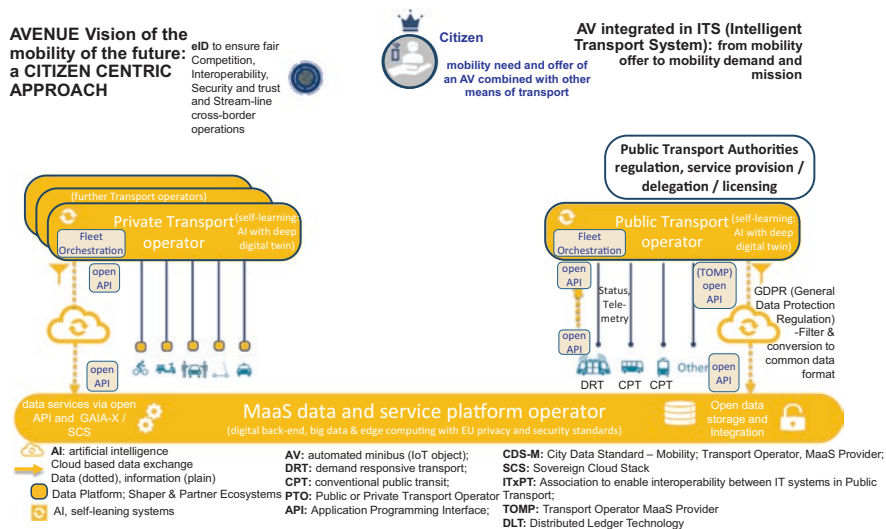 AVENUE Vision of the
mobility of the future:
a CITIZEN CENTRIC
APPROACH
eID to ensure fair
Competition,
Interoperability,
Security and trust
and Stream-line
cross-border
operations
Citizen
mobility need and offer of
an AV combined with other
means of transport
AV integrated in ITS (Intelligent
Transport System): from mobility
offer to mobility demand and
mission
Public Transport Authorities
regulation, service provision /
delegation / licensing
(further Transport operators)
Private Transport
operator
(self-learning:
AI with deep
digital twin)
Fleet
Orchestration
open
API
open
API
Public Transport
operator
(self-learning:
AI with deep
digital twin)
Fleet
Orchestration
open
API
Status,
Tele-
metry
(TOMP)
open
API
GDPR (General
Data Protection
Regulation)
-Filter &
conversion to
common data
format
open
API
DRT
CPT
CPT
Other
open
API
data services via open
API and GAIA-X /
SCS
MaaS data and service platform operator
(digital back-end, big data & edge computing with EU privacy and security standards)
Open data
storage and
Integration
AI: artificial intelligence
Cloud based data exchange
Data (dotted), information (plain)
Data Platform; Shaper & Partner Ecosystems
AI, self-leaning systems
AV: automated minibus (IoT object);
DRT: demand responsive transport;
CPT: conventional public transit;
PTO: Public or Private Transport Operator
API: Application Programming Interface;
CDS-M: City Data Standard – Mobility; Transport Operator, MaaS Provider;
SCS: Sovereign Cloud Stack
ITxPT: Association to enable interoperability between IT systems in Public
Transport;
TOMP: Transport Operator MaaS Provider
DLT: Distributed Ledger Technology